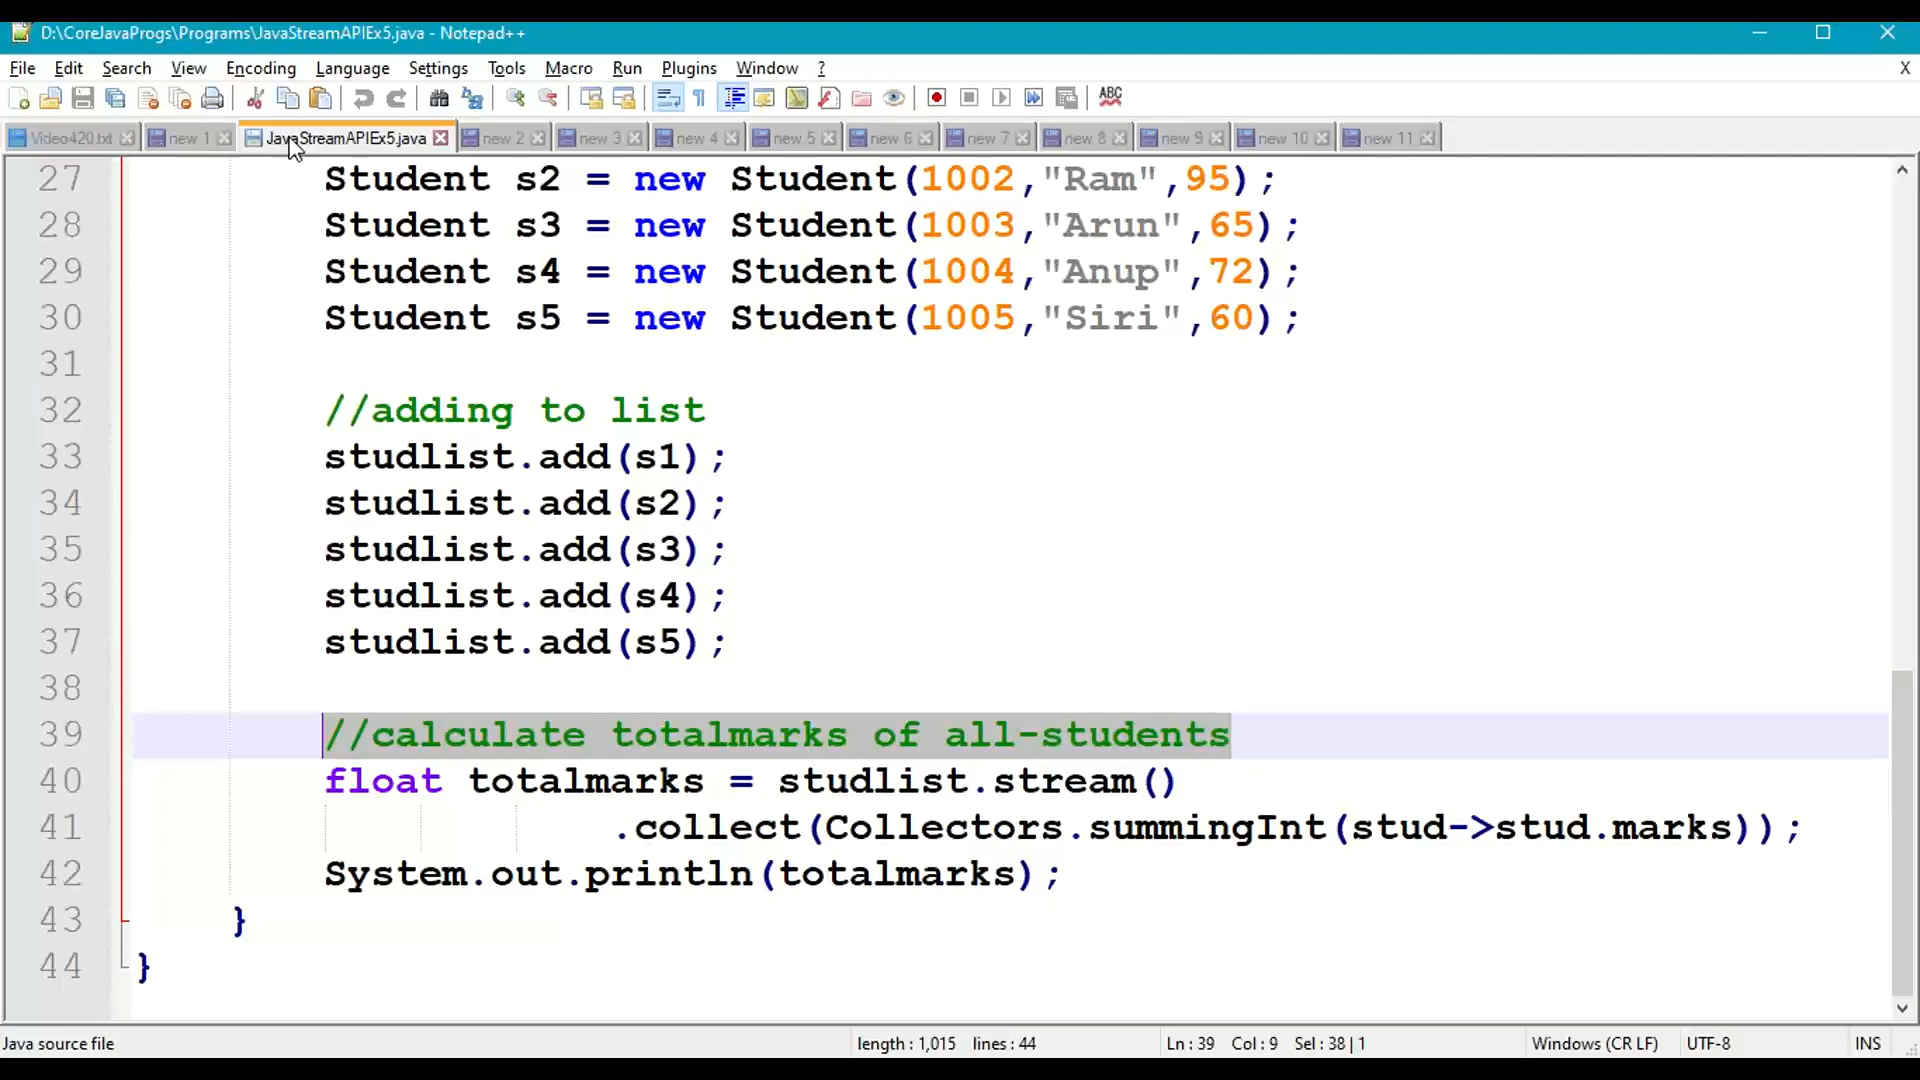 D:\CoreJavaProgs\Programs\JavaStreamAPIEx5.java - Notepad++
File Edit Search View Encoding Language Settings Tools Macro Run Plugins Window ? X
ABC
Video420.txt new 1 JavaStreamAPIEx5.java new 2 new 3 new 4 new 5 new 6 new 7 new 8 new 9 new 10 new 11
27 Student s2 = new Student(1002,"Ram",95);
28 Student s3 = new Student(1003,"Arun",65);
29 Student s4 = new Student(1004,"Anup",72);
30 Student s5 = new Student(1005,"Siri",60);
31
32 //adding to list
33 studlist.add(s1);
34 studlist.add(s2);
35 studlist.add(s3);
36 studlist.add(s4);
37 studlist.add(s5);
38
39 //calculate totalmarks of all-students
40 float totalmarks = studlist.stream()
41 .collect(Collectors.summingInt(stud->stud.marks));
42 System.out.println(totalmarks);
43 }
44 }
Java source file length : 1,015 lines : 44 Ln : 39 Col : 9 Sel : 38 | 1 Windows (CR LF) UTF-8 INS